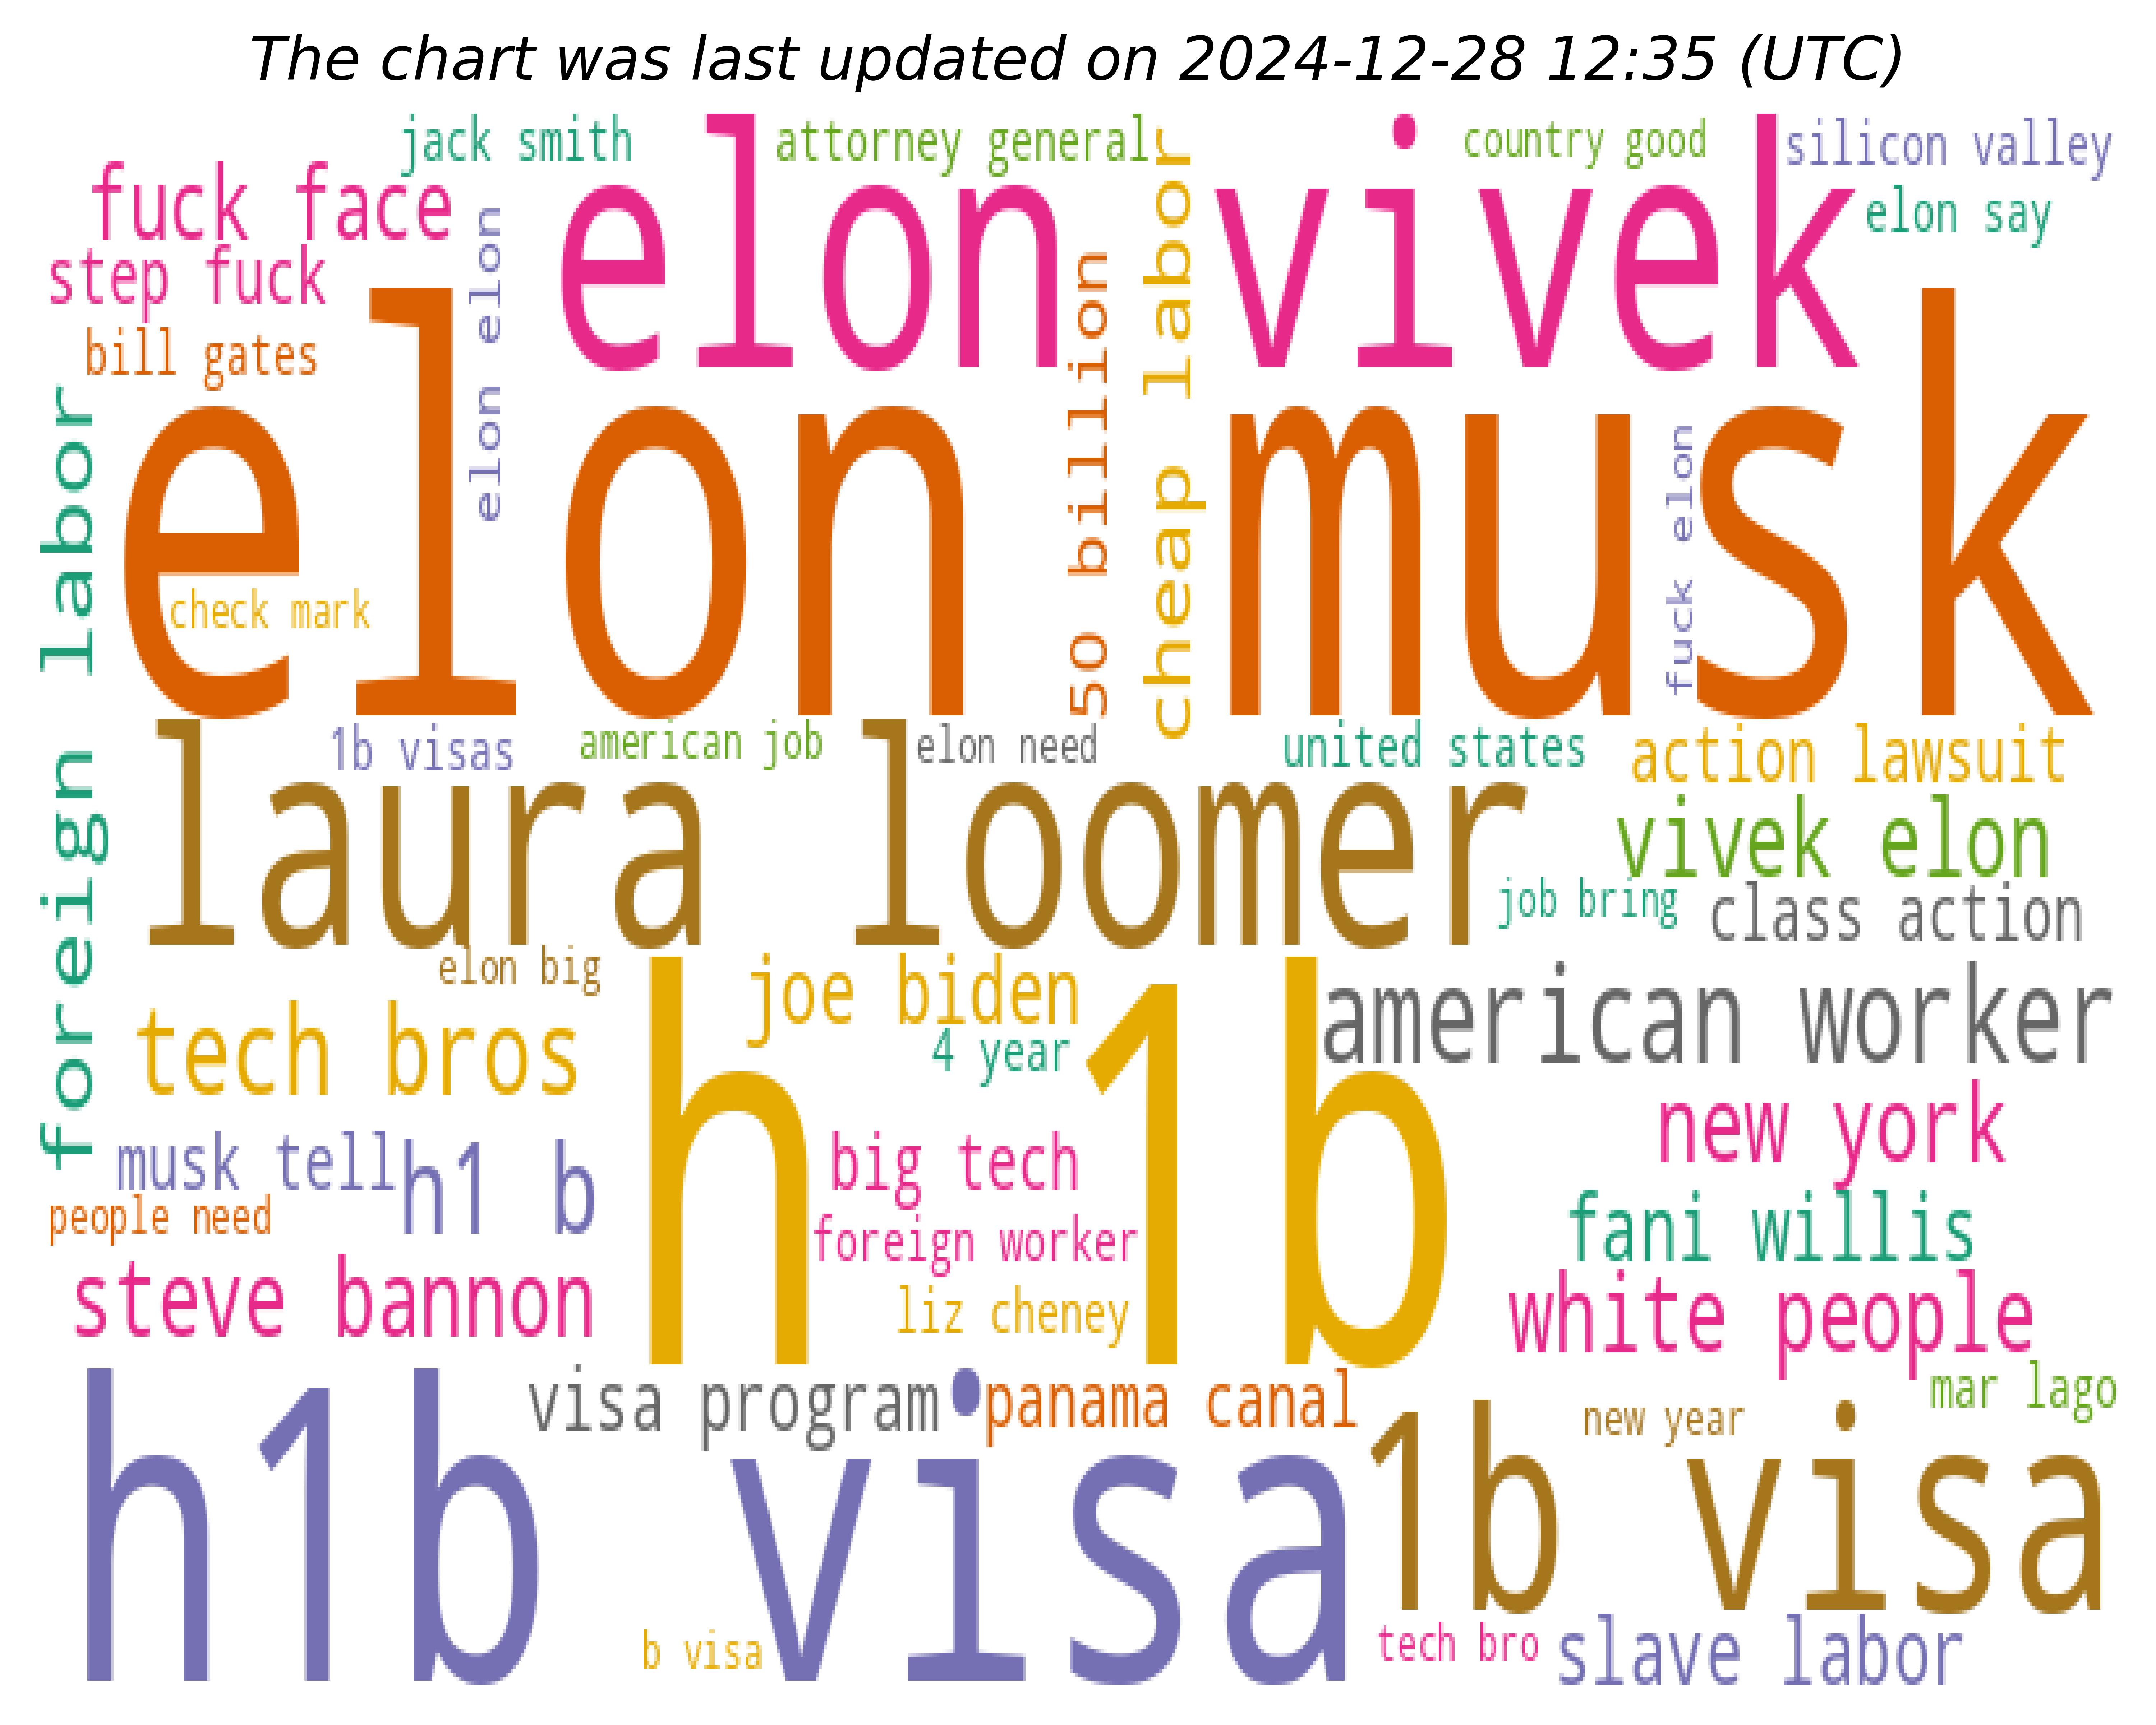 The chart was last updated on 2024-12-28 12:35 (UTC)
jack smith
attorney general
country good
silicon valley
fuck face
elon vivek
elon say
step fuck
elon elon
50 billion
cheap labor
bill gates
elon musk
fuck elon
check mark
foreign labor
1b visas
american job
elon need
united states
action lawsuit
laura loomer
vivek elon
job bring
class action
elon big
joe biden
american worker
tech bros
4 year
h 1b
new york
musk tell
h1 b
big tech
people need
foreign worker
fani willis
steve bannon
liz cheney
white people
visa program
panama canal
mar lago
new year
h1b visa
1b visa
b visa
tech bro
slave labor